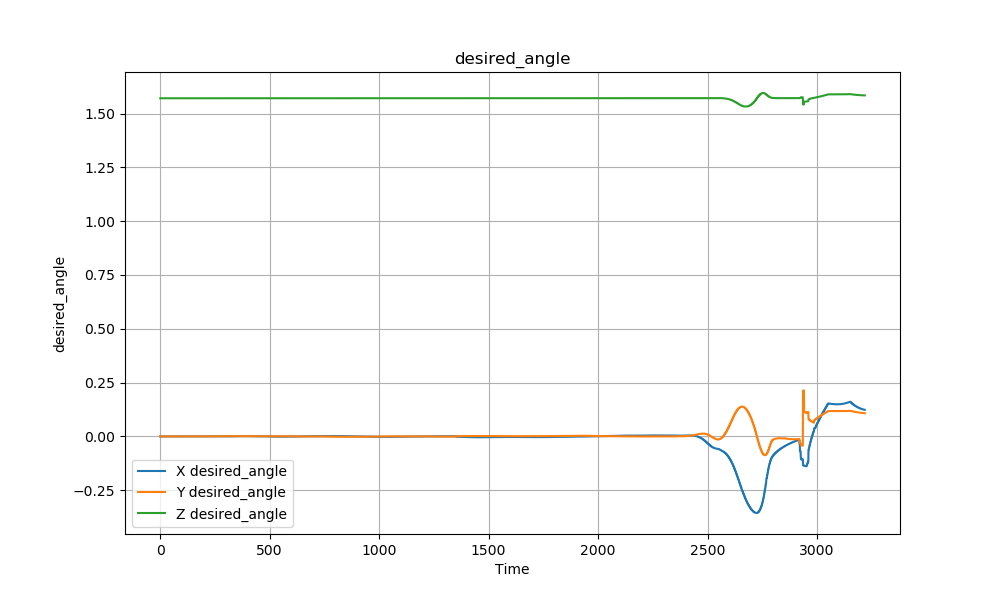 desired_angle
1.50
1.25
1.00
0.75
0.50
0.25
0.00
−0.25
desired_angle
X desired_angle
Y desired_angle
Z desired_angle
0 500 1000 1500 2000 2500 3000
Time